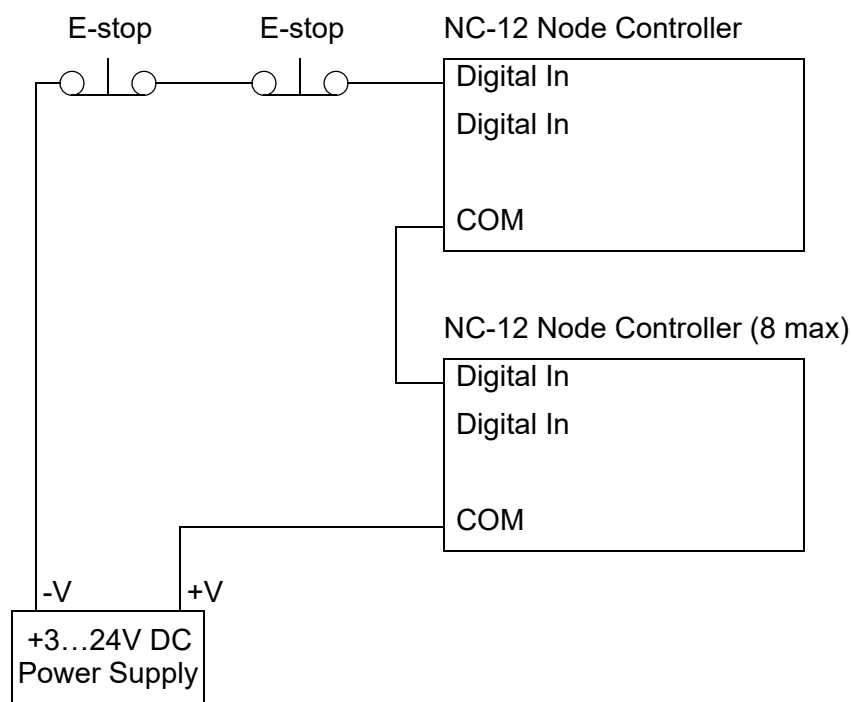 E-stop
E-stop
NC-12 Node Controller
Digital In
Digital In
COM
NC-12 Node Controller (8 max)
Digital In
Digital In
COM
-V
+V
+3…24V DC
Power Supply